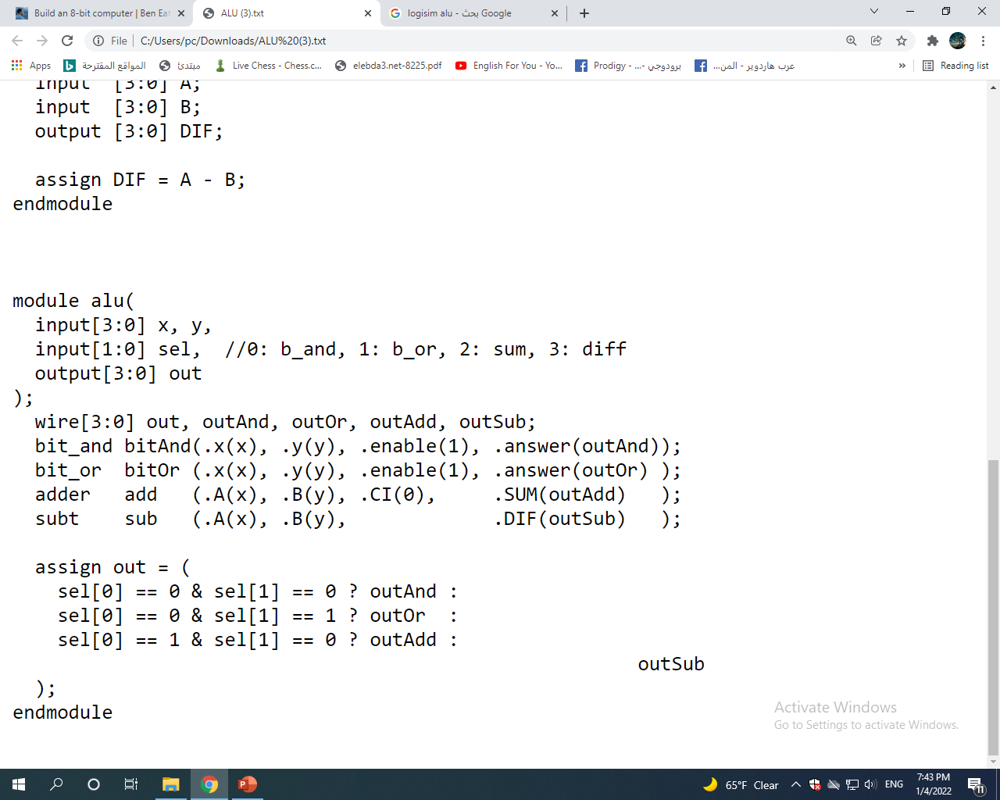 Build an 8-bit computer | Ben Eat
ALU (3).txt
logisim alu - بحث Google
File
C:/Users/pc/Downloads/ALU%20(3).txt
Apps
المواقع المقترحة
مبتدئ
Live Chess - Chess.c...
elebda3.net-8225.pdf
English For You - Yo...
Prodigy - ...- برودوجي
عرب هاردوير - المن...
»
Reading list
input  [3:0] A;
input  [3:0] B;
output [3:0] DIF;
assign DIF = A - B;
endmodule
module alu(
input[3:0] x, y,
input[1:0] sel,  //0: b_and, 1: b_or, 2: sum, 3: diff
output[3:0] out
);
wire[3:0] out, outAnd, outOr, outAdd, outSub;
bit_and bitAnd(.x(x), .y(y), .enable(1), .answer(outAnd));
bit_or  bitOr (.x(x), .y(y), .enable(1), .answer(outOr) );
adder   add   (.A(x), .B(y), .CI(0),     .SUM(outAdd)   );
subt    sub   (.A(x), .B(y),             .DIF(outSub)   );
assign out = (
sel[0] == 0 & sel[1] == 0 ? outAnd :
sel[0] == 0 & sel[1] == 1 ? outOr  :
sel[0] == 1 & sel[1] == 0 ? outAdd :
outSub
);
endmodule
Activate Windows
Go to Settings to activate Windows.
65°F Clear
ENG
7:43 PM
1/4/2022
11